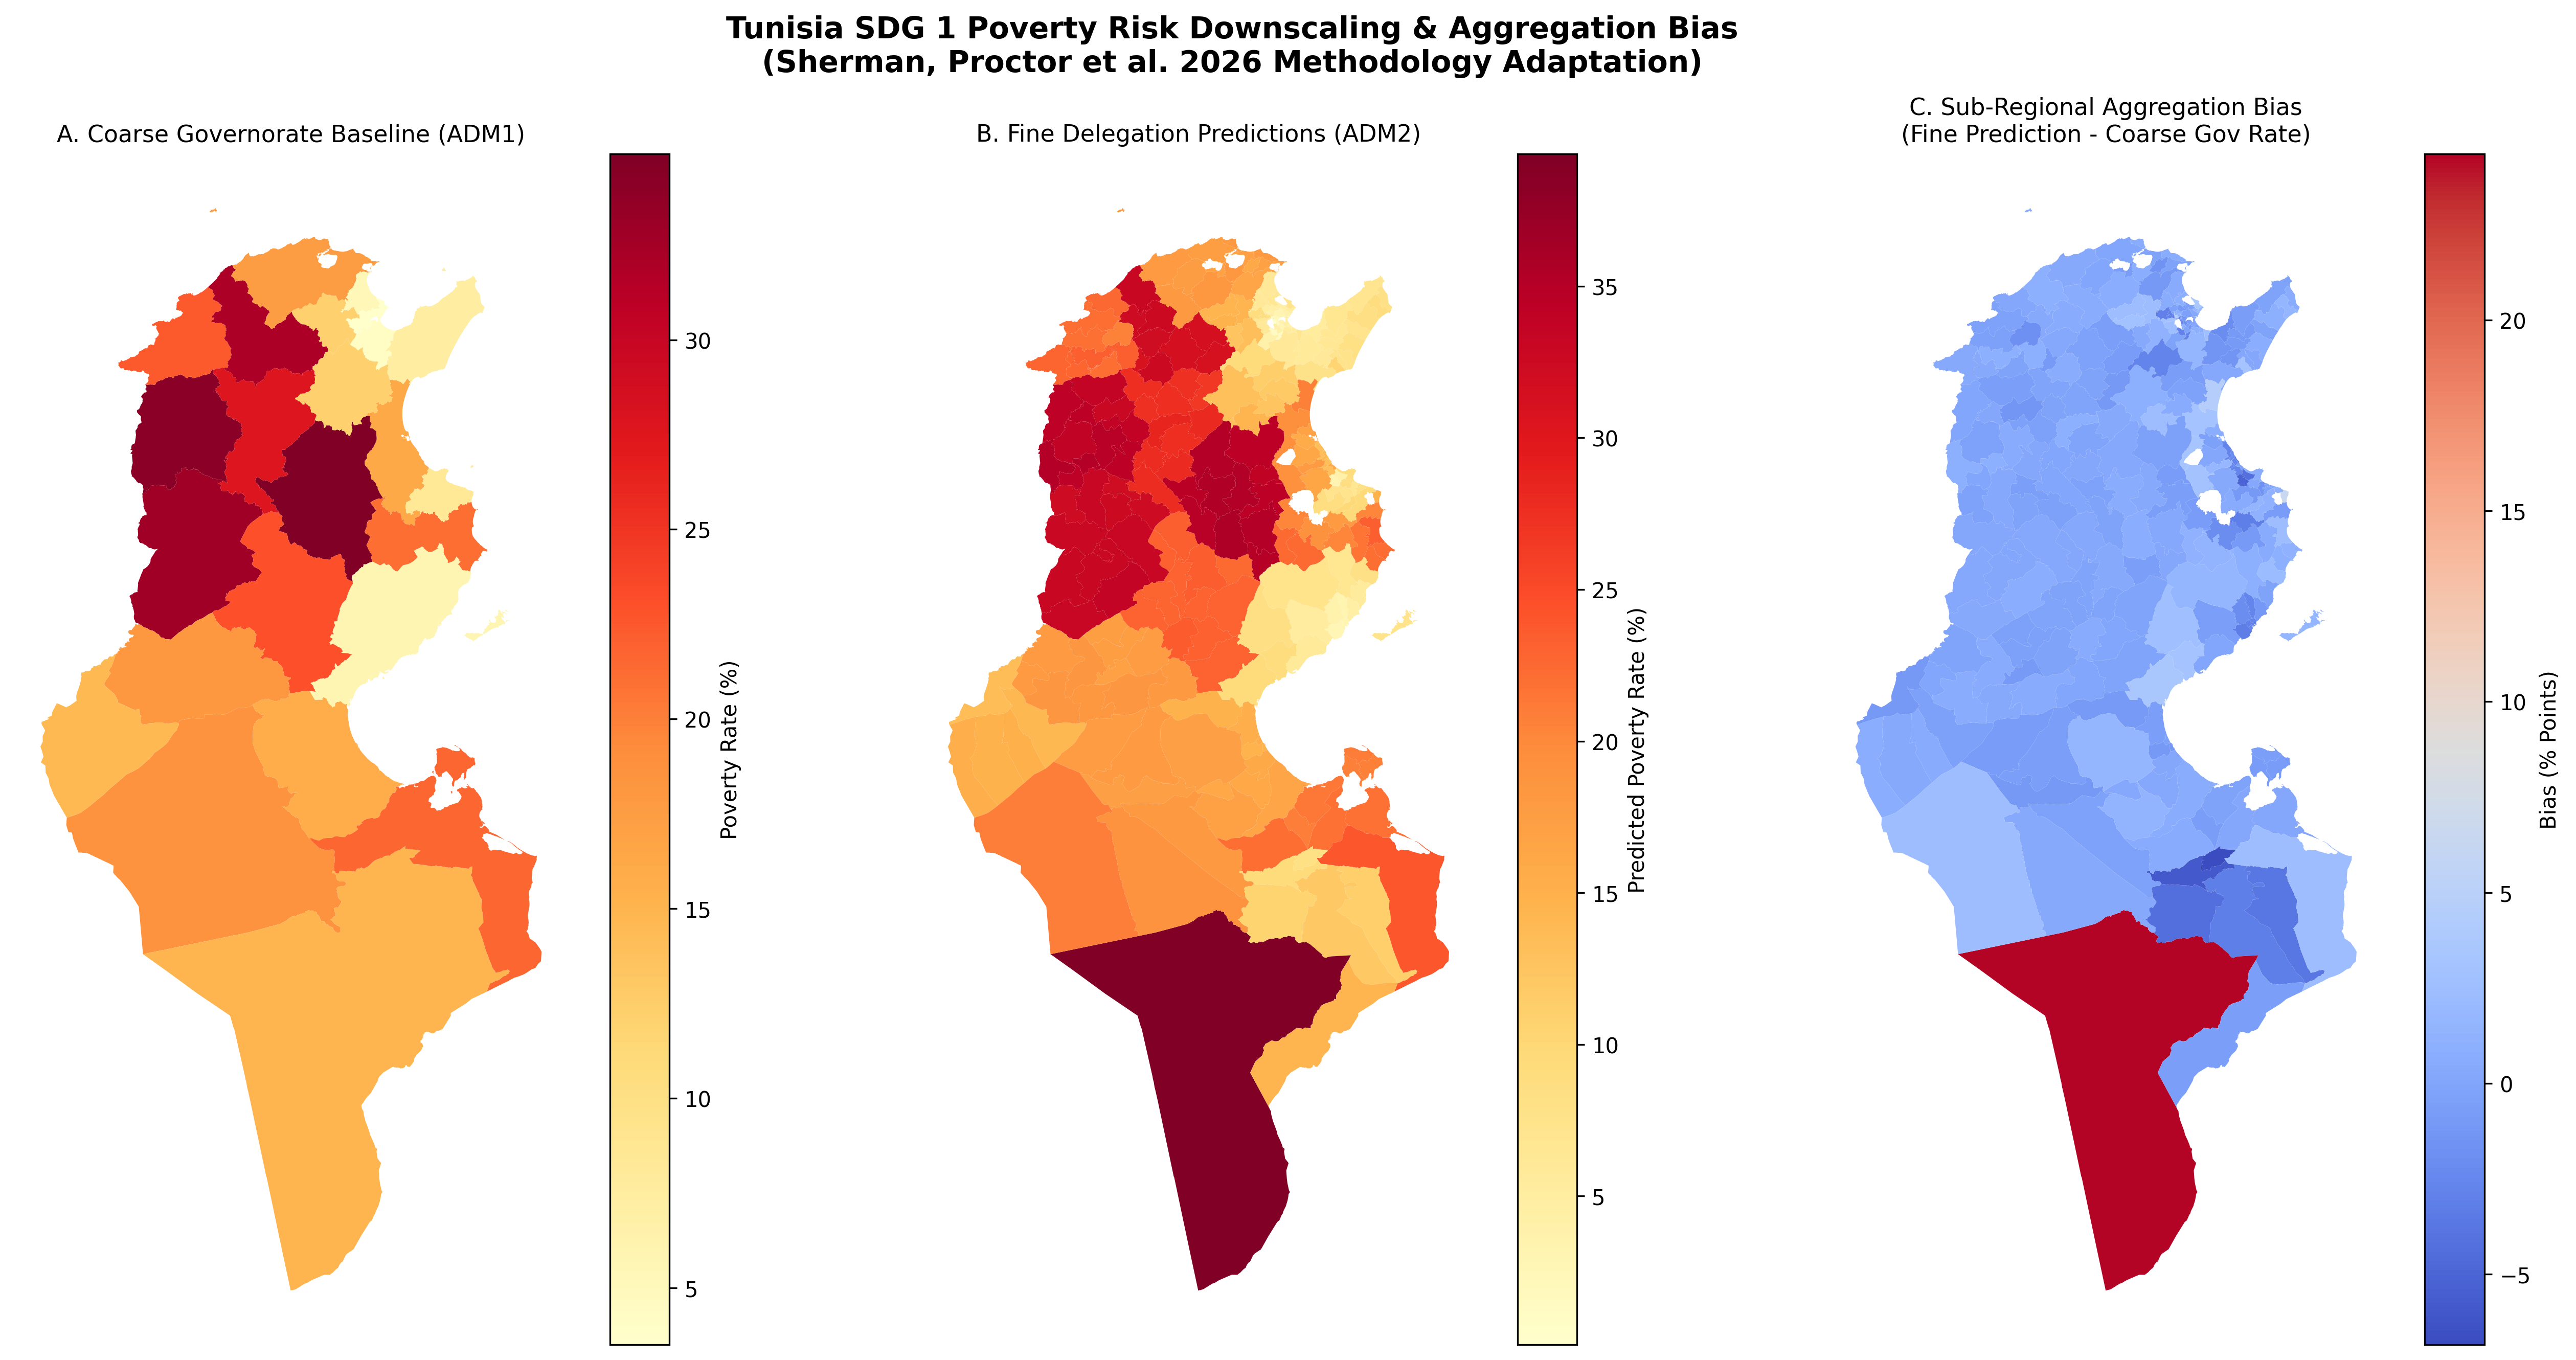 Tunisia SDG 1 Poverty Risk Downscaling & Aggregation Bias
(Sherman, Proctor et al. 2026 Methodology Adaptation)
A. Coarse Governorate Baseline (ADM1)
30
25
20
15
10
5
Poverty Rate (%)
B. Fine Delegation Predictions (ADM2)
35
30
25
20
15
10
5
Predicted Poverty Rate (%)
C. Sub-Regional Aggregation Bias
(Fine Prediction - Coarse Gov Rate)
20
15
10
5
0
−5
Bias (% Points)